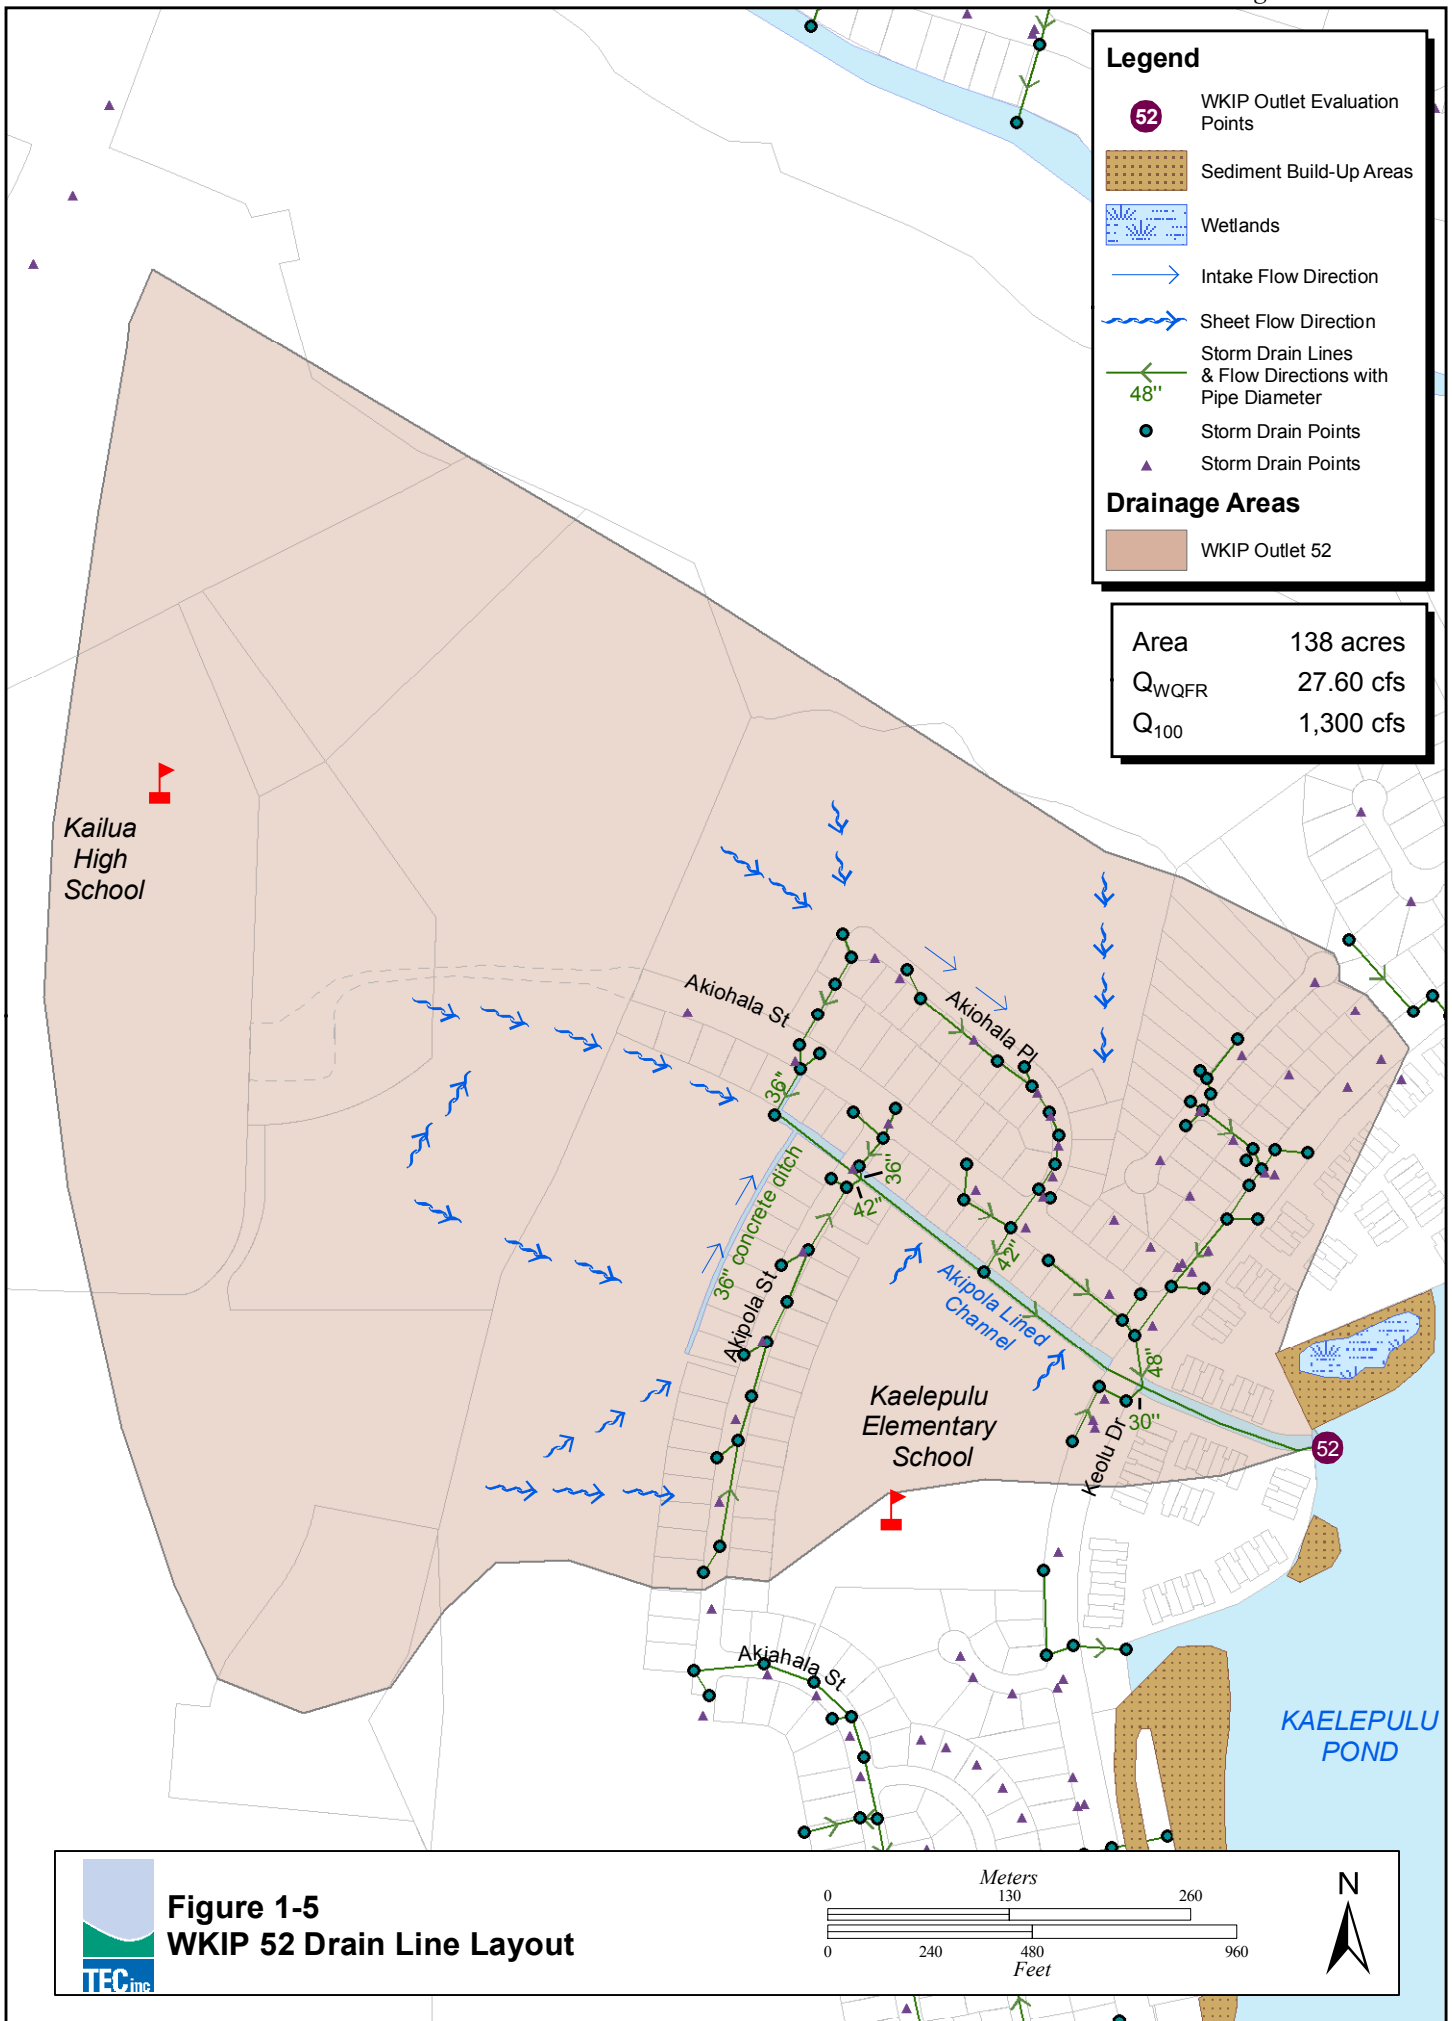 Legend
52
WKIP Outlet Evaluation
Points
Sediment Build-Up Areas
Wetlands
Intake Flow Direction
Sheet Flow Direction
Storm Drain Lines
& Flow Directions with
Pipe Diameter
48"
Storm Drain Points
Storm Drain Points
Drainage Areas
WKIP Outlet 52
Area 138 acres
QWQFR 27.60 cfs
Q100 1,300 cfs
Kailua
High
School
Akiohala St
Akiohala Pl
36"
36" concrete ditch
36"
42"
42"
Akipola St
Akipola Lined
Channel
48"
30"
Keolu Dr
Kaelepulu
Elementary
School
52
Akiahala St
KAELEPULU
POND
Figure 1-5
WKIP 52 Drain Line Layout
TEC inc
Meters
0 130 260
0 240 480 960
Feet
N